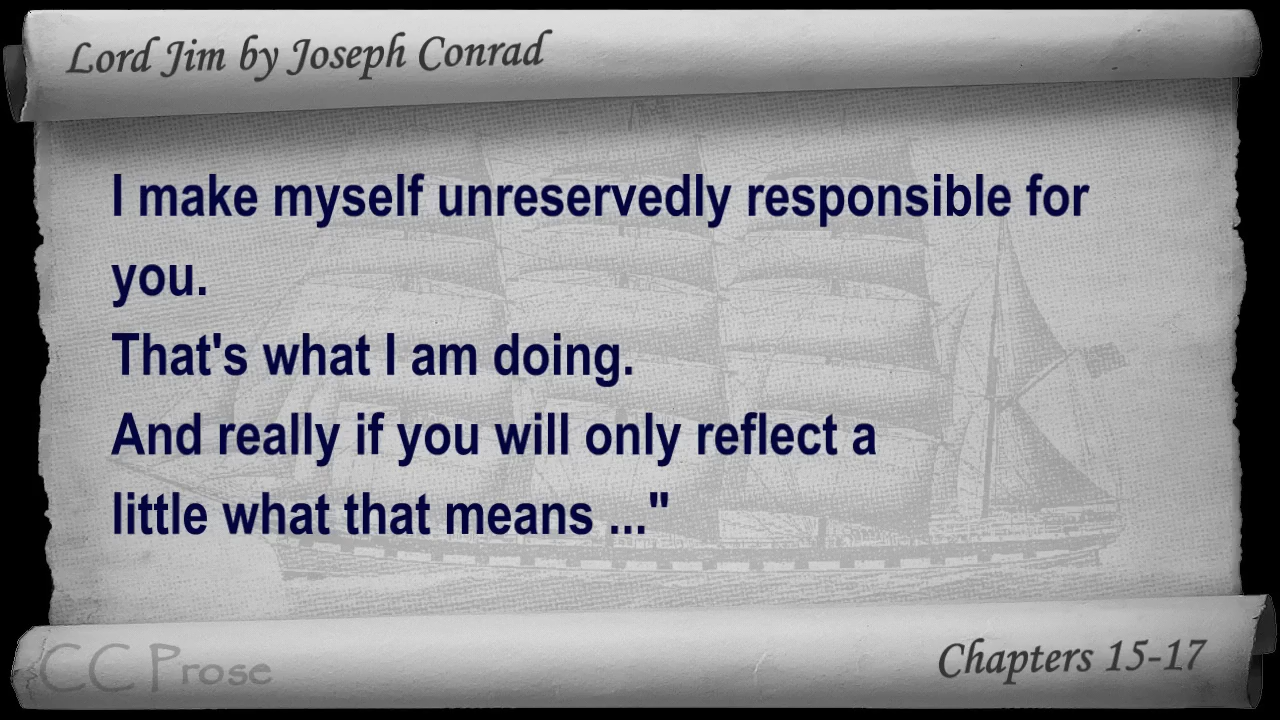 Lord Jim by Joseph Conrad
I make myself unreservedly responsible for
you.
That's what I am doing.
And really if you will only reflect a
little what that means ..."
CC Prose
Chapters 15-17